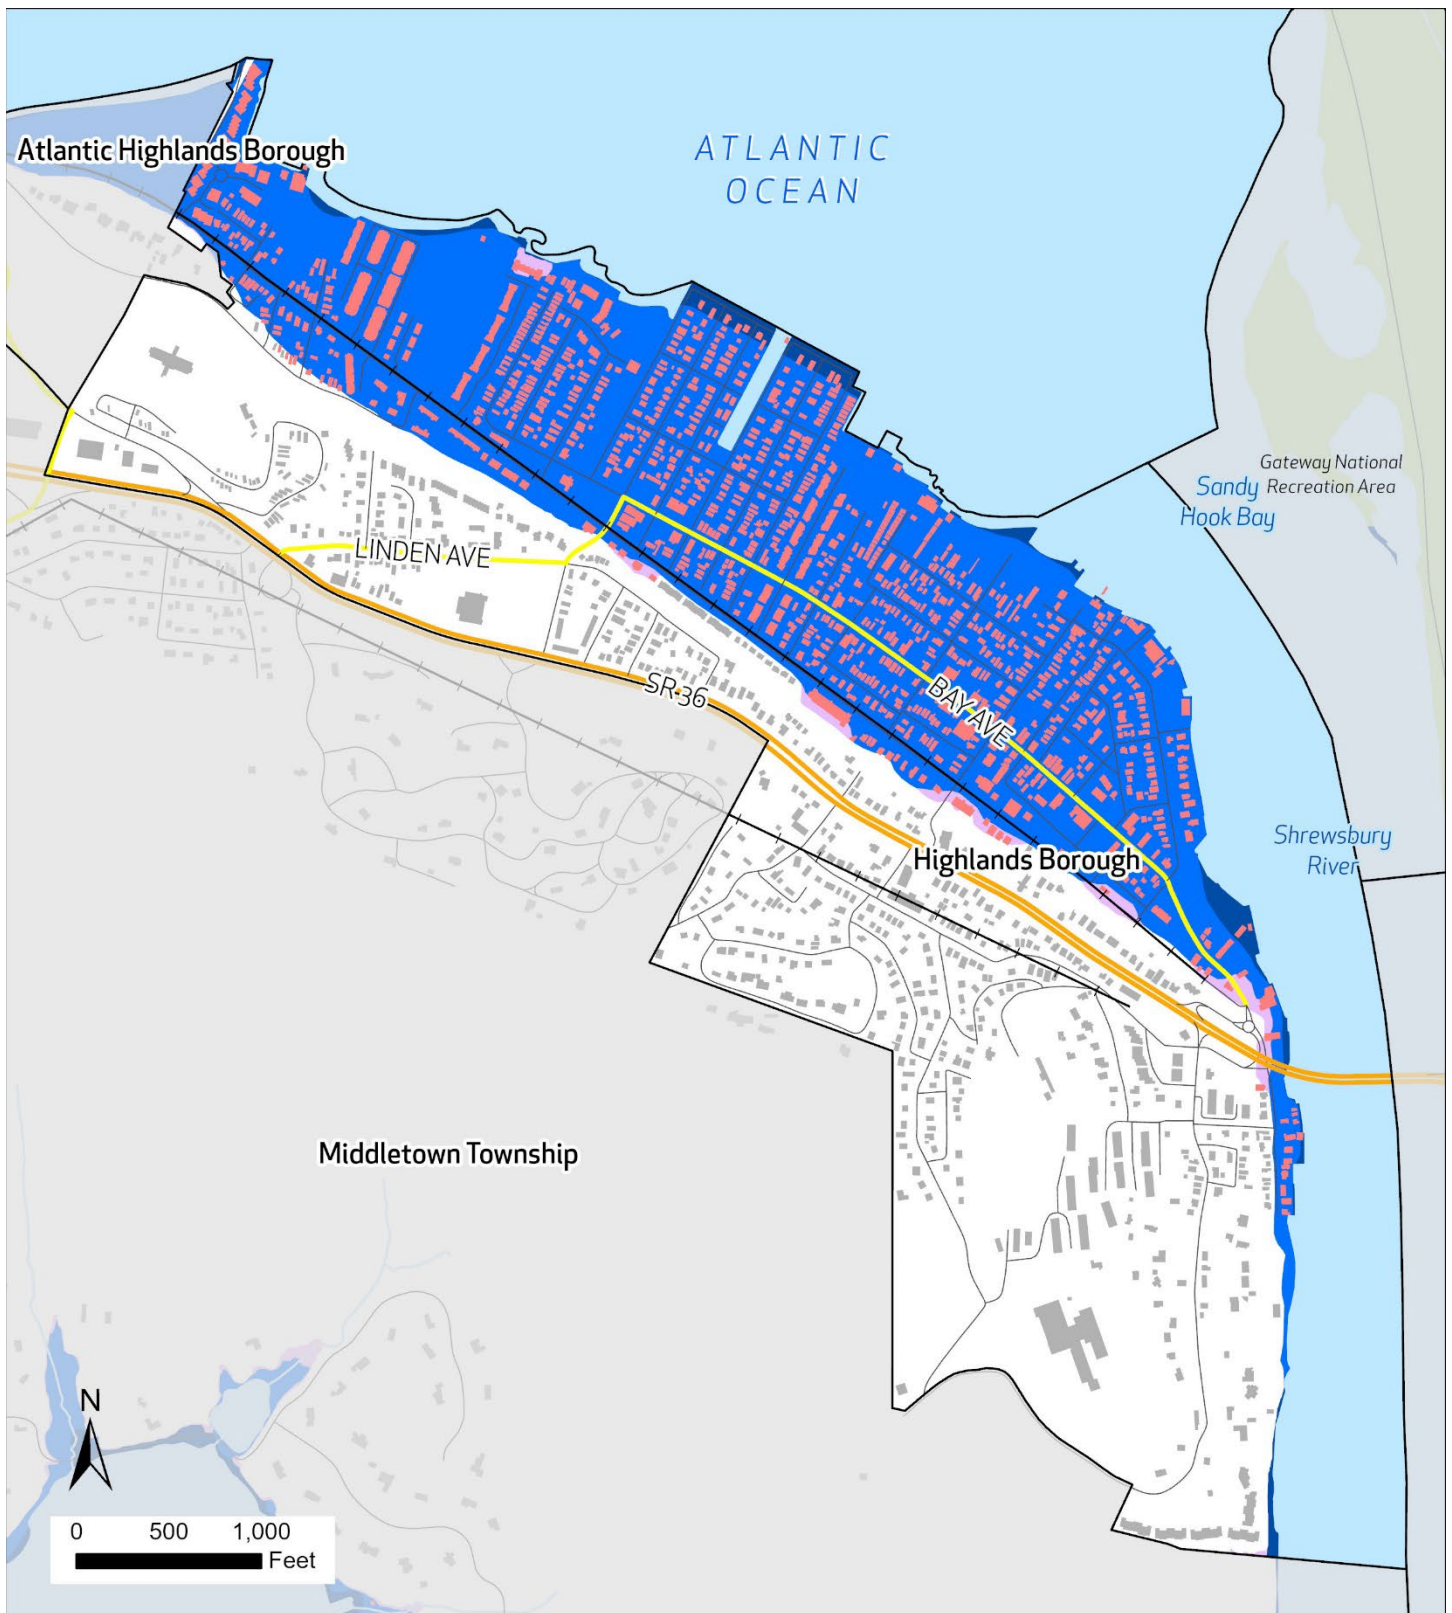 ATLANTIC
OCEAN
Atlantic Highlands Borough
Gateway National
Recreation Area
Sandy
Hook Bay
LINDEN AVE
SR 36
BAY AVE
Shrewsbury
River
Highlands Borough
Middletown Township
N
0 500 1,000
Feet